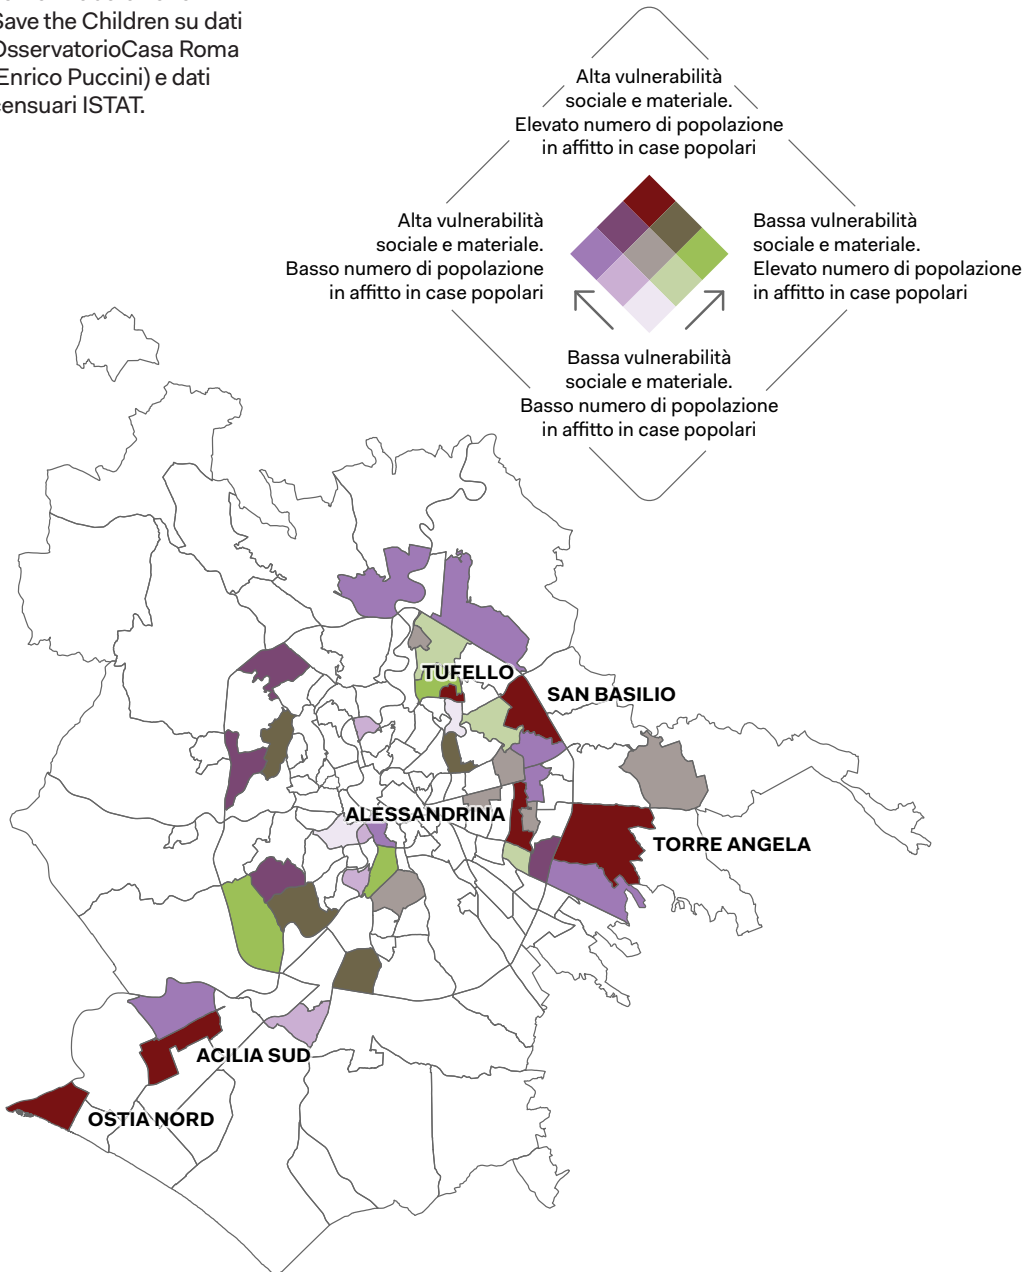 Save the Children su dati
OsservatorioCasa Roma
(Enrico Puccini) e dati
censuari ISTAT.
Alta vulnerabilità
sociale e materiale.
Elevato numero di popolazione
in affitto in case popolari
Alta vulnerabilità
sociale e materiale.
Basso numero di popolazione
in affitto in case popolari
Bassa vulnerabilità
sociale e materiale.
Elevato numero di popolazione
in affitto in case popolari
Bassa vulnerabilità
sociale e materiale.
Basso numero di popolazione
in affitto in case popolari
TUFELLO
SAN BASILIO
ALESSANDRINA
TORRE ANGELA
ACILIA SUD
OSTIA NORD